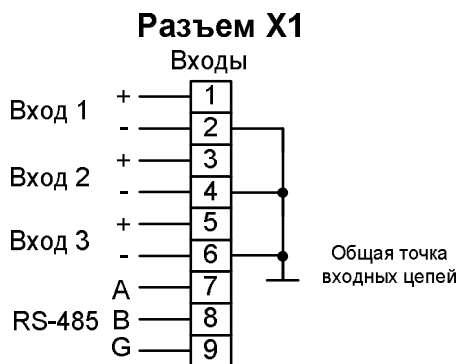 Разъем X1
Входы
Вход 1
+
1
-
2
Вход 2
+
3
-
4
Вход 3
+
5
-
6
Общая точка
входных цепей
RS-485
A
7
B
8
G
9